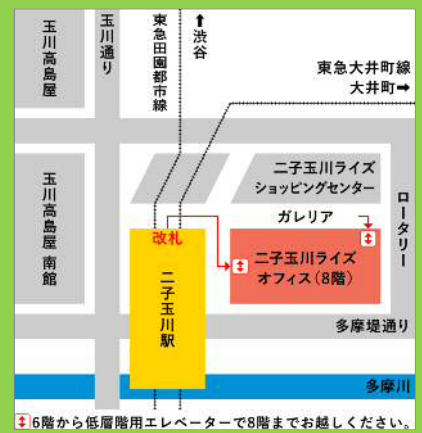 玉川高島屋
玉川通り
東急田園都市線
↑渋谷
東急大井町線
大井町→
玉川高島屋 南館
二子玉川ライズ
ショッピングセンター
ガレリア
ロータリー
改札
二子玉川駅
二子玉川ライズ
オフィス(8階)
多摩堤通り
多摩川
6階から低層階用エレベーターで8階までお越しください。